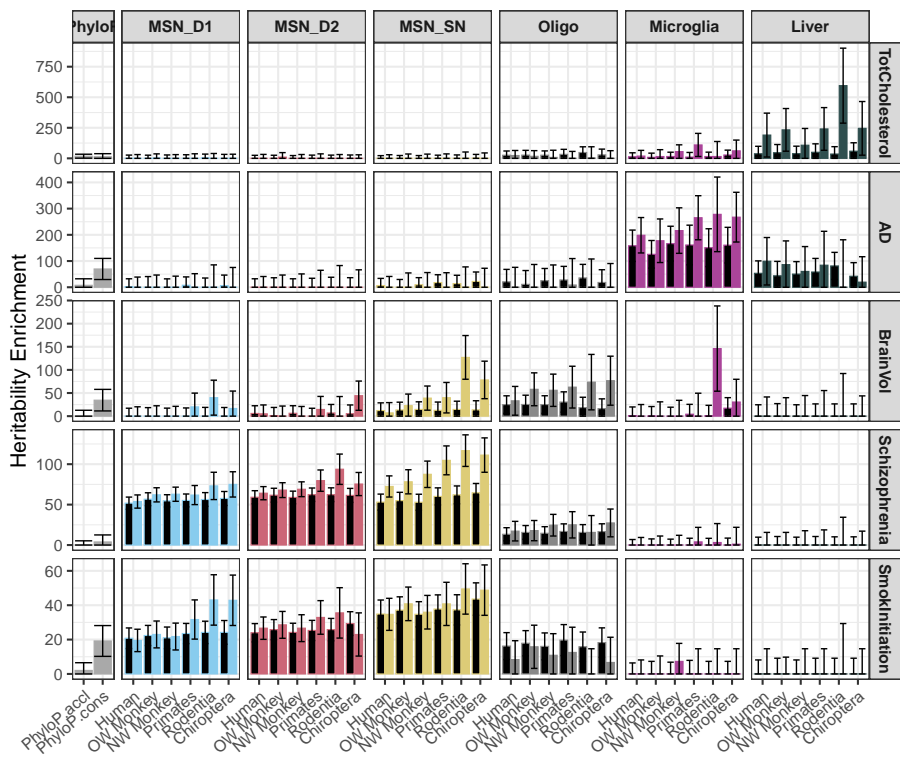 PhyloP MSN_D1 MSN_D2 MSN_SN Oligo Microglia Liver
Heritability Enrichment
0 250 500 750
TotCholesterol
0 100 200 300 400
AD
0 50 100 150 200 250
BrainVol
0 50 100
Schizophrenia
0 20 40 60
SmokInitiation
PhyloP.accl PhyloP.cons
Human OW Monkey NW Monkey Primates Rodentia Chiroptera
Human OW Monkey NW Monkey Primates Rodentia Chiroptera
Human OW Monkey NW Monkey Primates Rodentia Chiroptera
Human OW Monkey NW Monkey Primates Rodentia Chiroptera
Human OW Monkey NW Monkey Primates Rodentia Chiroptera
Human OW Monkey NW Monkey Primates Rodentia Chiroptera